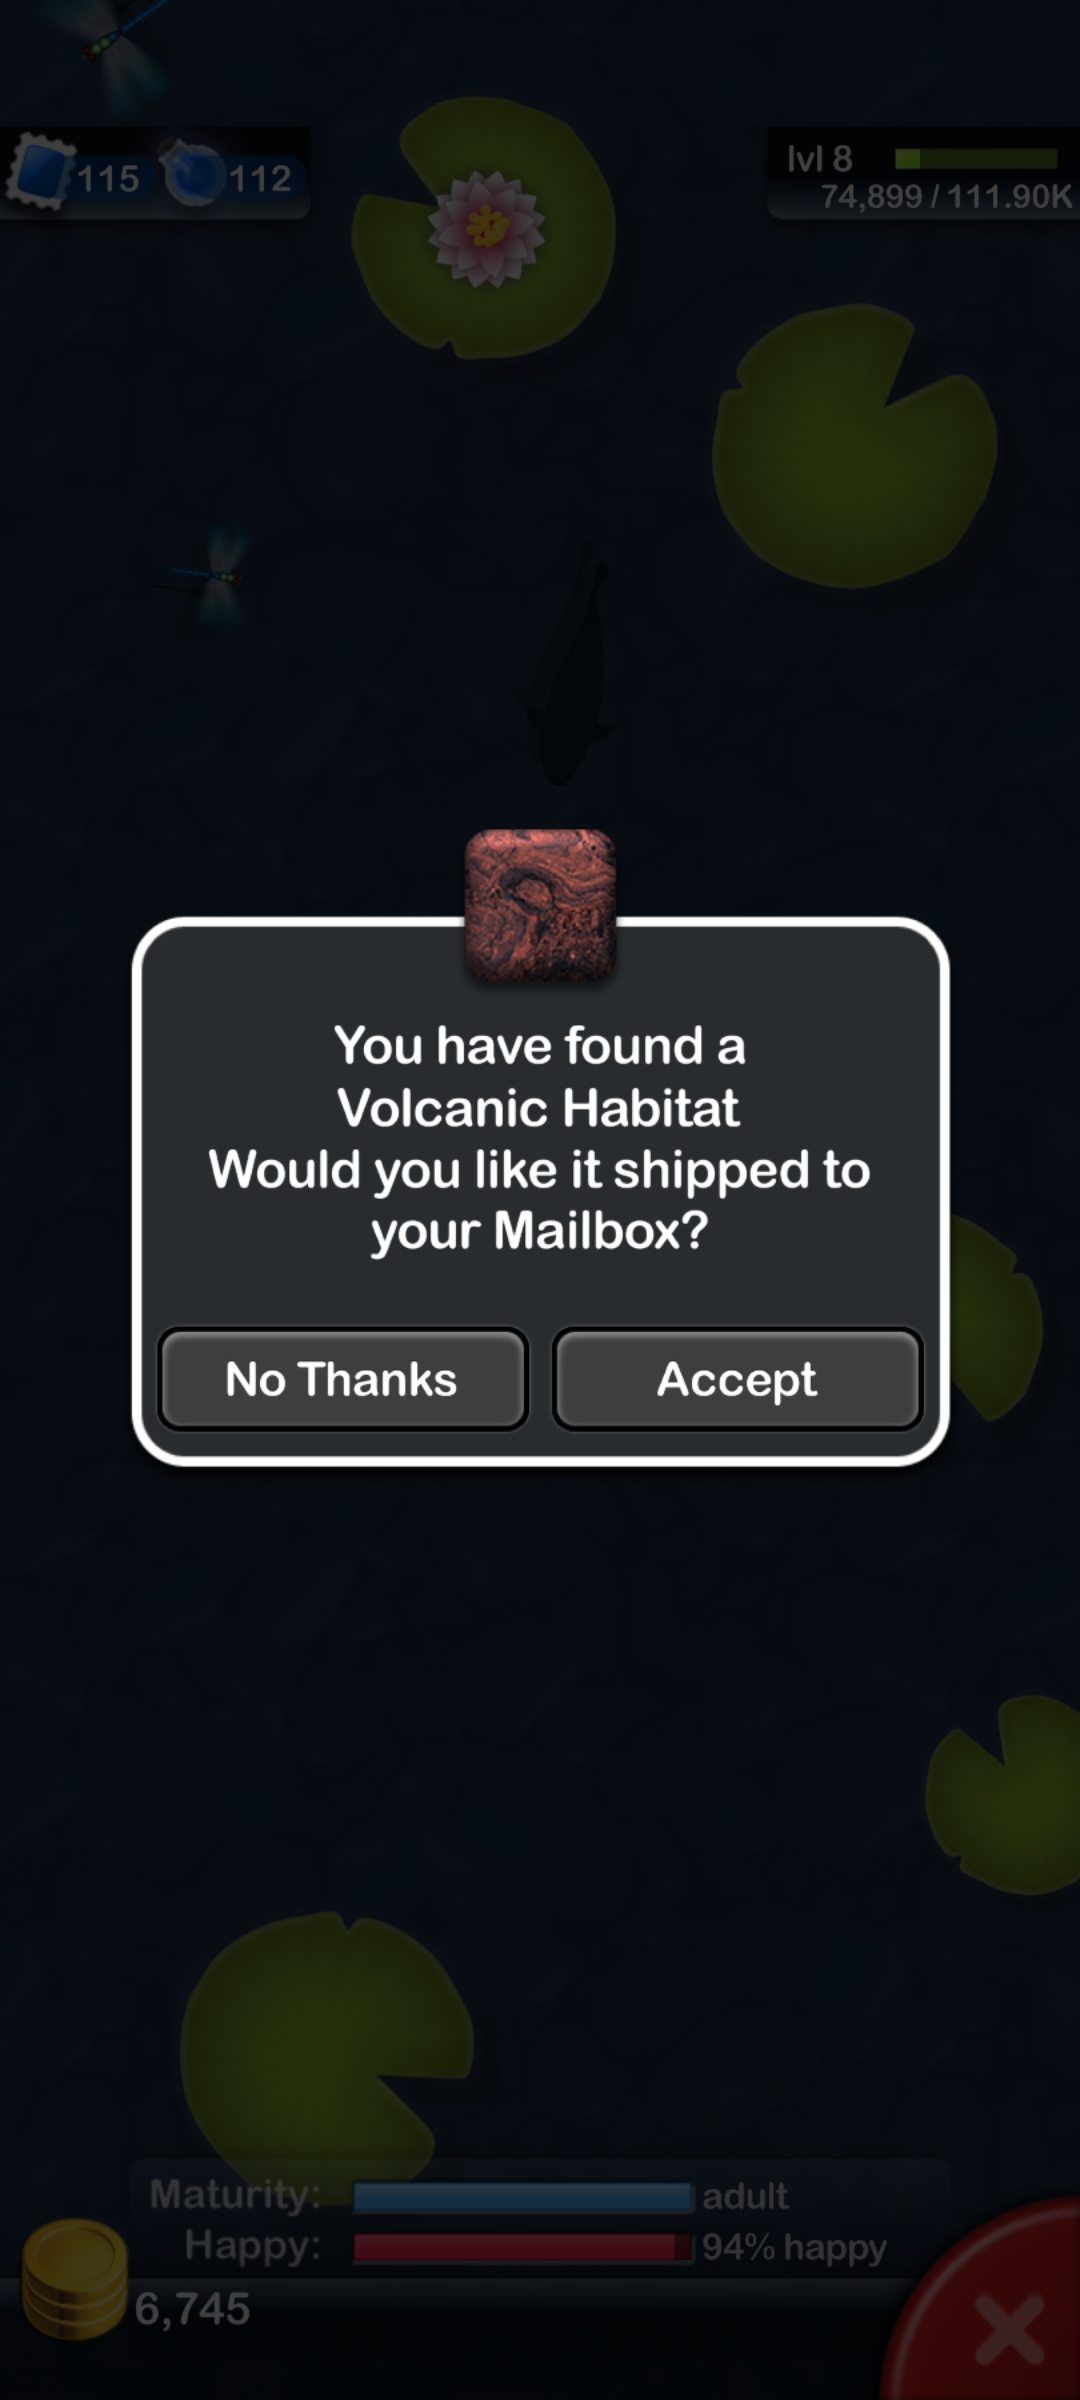 115 112
lvl 8
74,899 / 111.90K
You have found a
Volcanic Habitat
Would you like it shipped to
your Mailbox?
No Thanks Accept
Maturity: adult
Happy: 94% happy
6,745